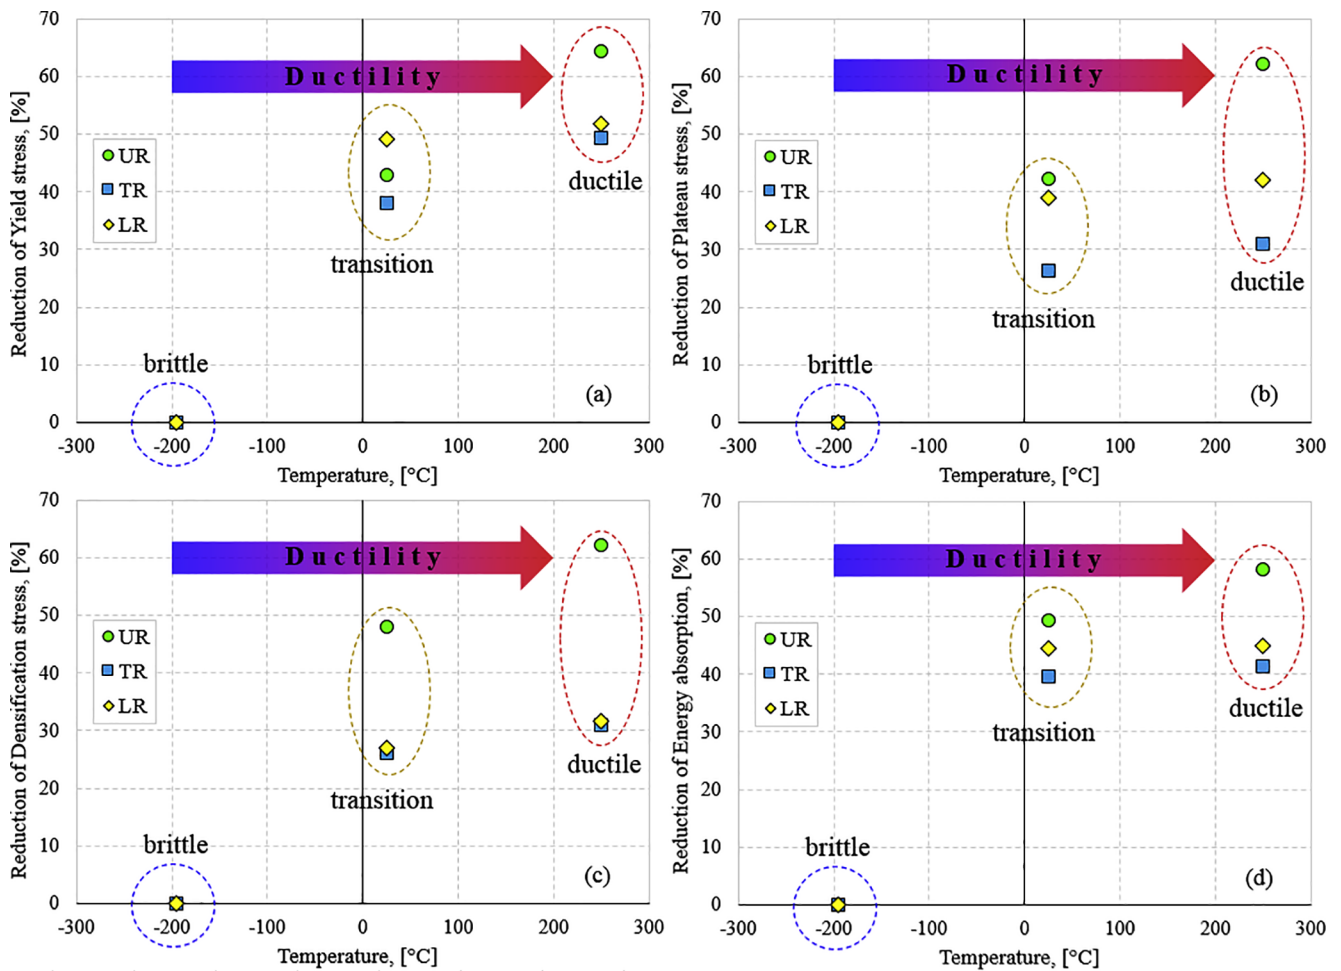 Reduction of Yield stress, [%]
70
60
50
40
30
20
10
0
-300
-200
-100
0
100
200
300
Temperature, [°C]
Ductility
UR
TR
LR
brittle
transition
ductile
(a)
Reduction of Plateau stress, [%]
70
60
50
40
30
20
10
0
-300
-200
-100
0
100
200
300
Temperature, [°C]
Ductility
UR
TR
LR
brittle
transition
ductile
(b)
Reduction of Densification stress, [%]
70
60
50
40
30
20
10
0
-300
-200
-100
0
100
200
300
Temperature, [°C]
Ductility
UR
TR
LR
brittle
transition
ductile
(c)
Reduction of Energy absorption, [%]
70
60
50
40
30
20
10
0
-300
-200
-100
0
100
200
300
Temperature, [°C]
Ductility
UR
TR
LR
brittle
transition
ductile
(d)